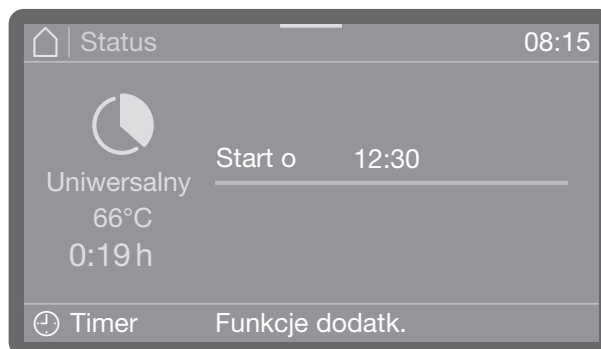 Status 08:15
Start o 12:30
Uniwersalny
66°C
0:19 h
Timer Funkcje dodatk.